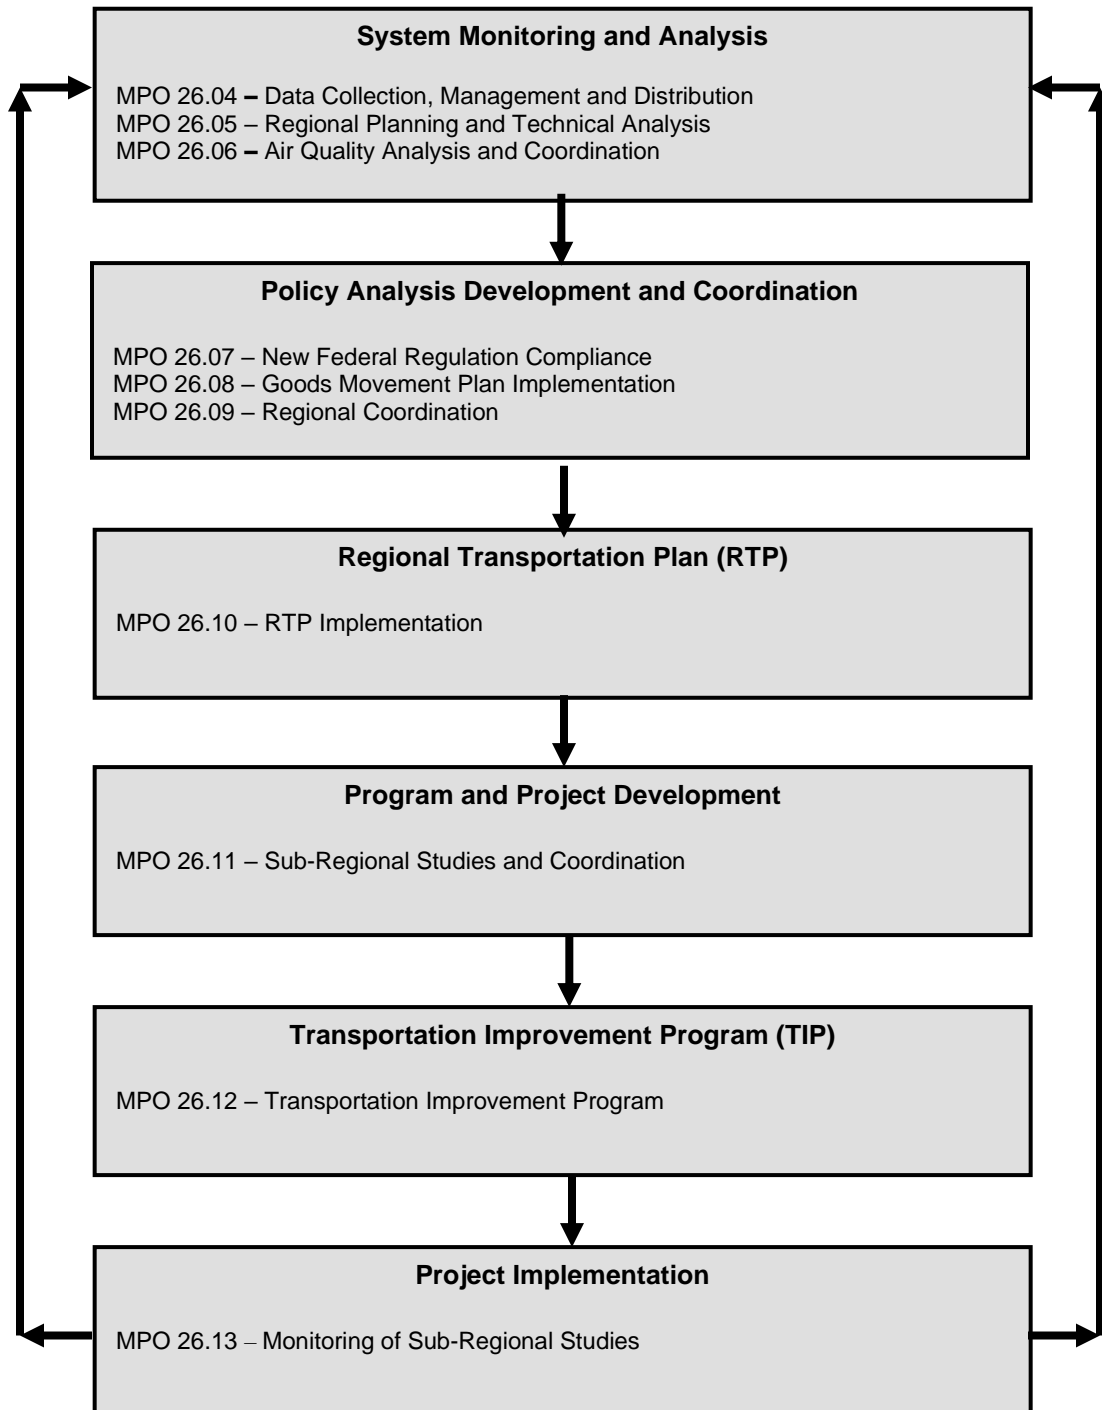 System Monitoring and Analysis
MPO 26.04 – Data Collection, Management and Distribution
MPO 26.05 – Regional Planning and Technical Analysis
MPO 26.06 – Air Quality Analysis and Coordination
Policy Analysis Development and Coordination
MPO 26.07 – New Federal Regulation Compliance
MPO 26.08 – Goods Movement Plan Implementation
MPO 26.09 – Regional Coordination
Regional Transportation Plan (RTP)
MPO 26.10 – RTP Implementation
Program and Project Development
MPO 26.11 – Sub-Regional Studies and Coordination
Transportation Improvement Program (TIP)
MPO 26.12 – Transportation Improvement Program
Project Implementation
MPO 26.13 – Monitoring of Sub-Regional Studies